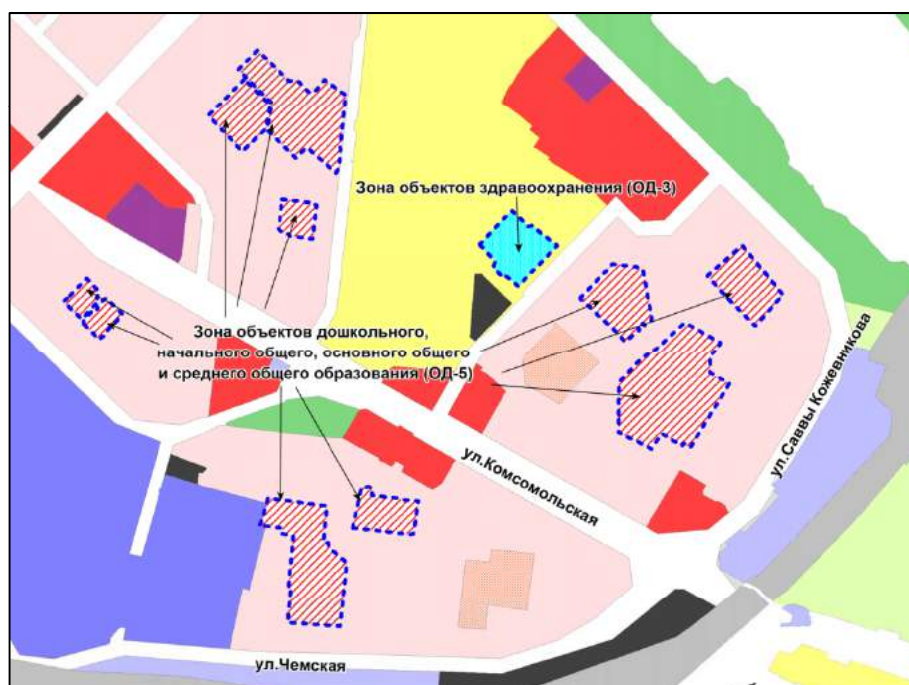 Зона объектов здравоохранения (ОД-3)
Зона объектов дошкольного,
начального общего, основного общего
и среднего общего образования (ОД-5)
ул.Саввы Кожевникова
ул.Комсомольская
ул.Чемская